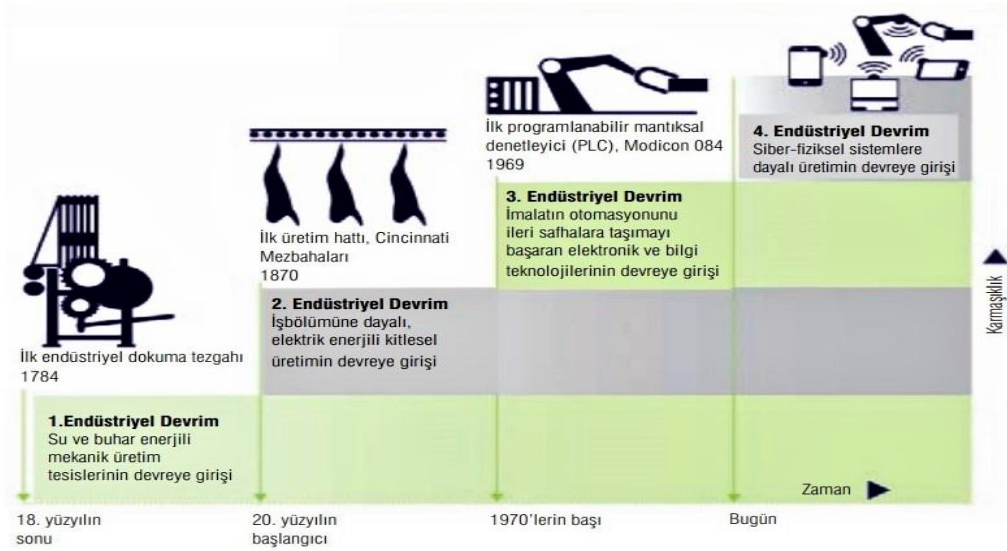 İlk endüstriyel dokuma tezgahı
1784
1.Endüstriyel Devrim
Su ve buhar enerjili
mekanik üretim
tesislerinin devreye girişi
İlk üretim hattı, Cincinnati
Mezbahaları
1870
2. Endüstriyel Devrim
İşbölümüne dayalı,
elektrik enerjili kitlesel
üretimin devreye girişi
İlk programlanabilir mantıksal
denetleyici (PLC), Modicon 084
1969
3. Endüstriyel Devrim
İmalatın otomasyonunu
ileri safhalara taşımayı
başaran elektronik ve bilgi
teknolojilerinin devreye girişi
4. Endüstriyel Devrim
Siber-fiziksel sistemlere
dayalı üretimin devreye girişi
Karmaşıklık
Zaman
18. yüzyılın
sonu
20. yüzyılın
başlangıcı
1970'lerin başı
Bugün